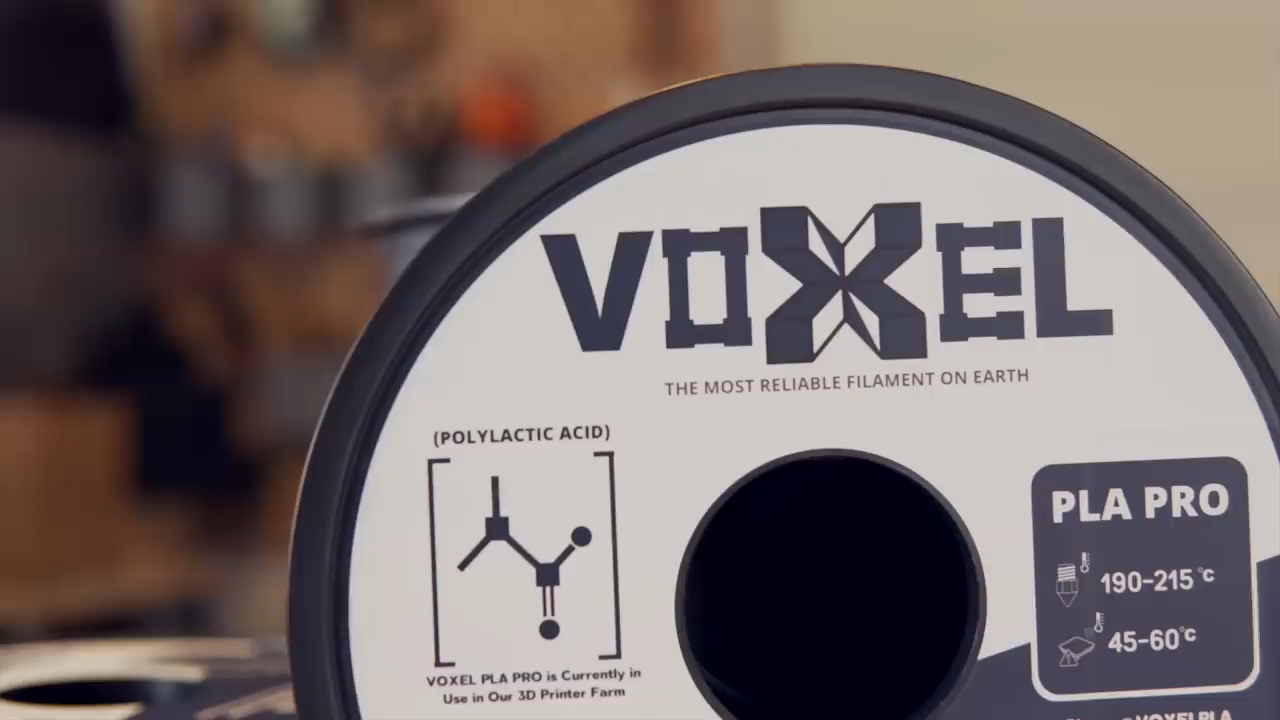 VOXEL
THE MOST RELIABLE FILAMENT ON EARTH
(POLYLACTIC ACID)
VOXEL PLA PRO is Currently in
Use in Our 3D Printer Farm
PLA PRO
190-215 °C
45-60°C
VOXELPLA